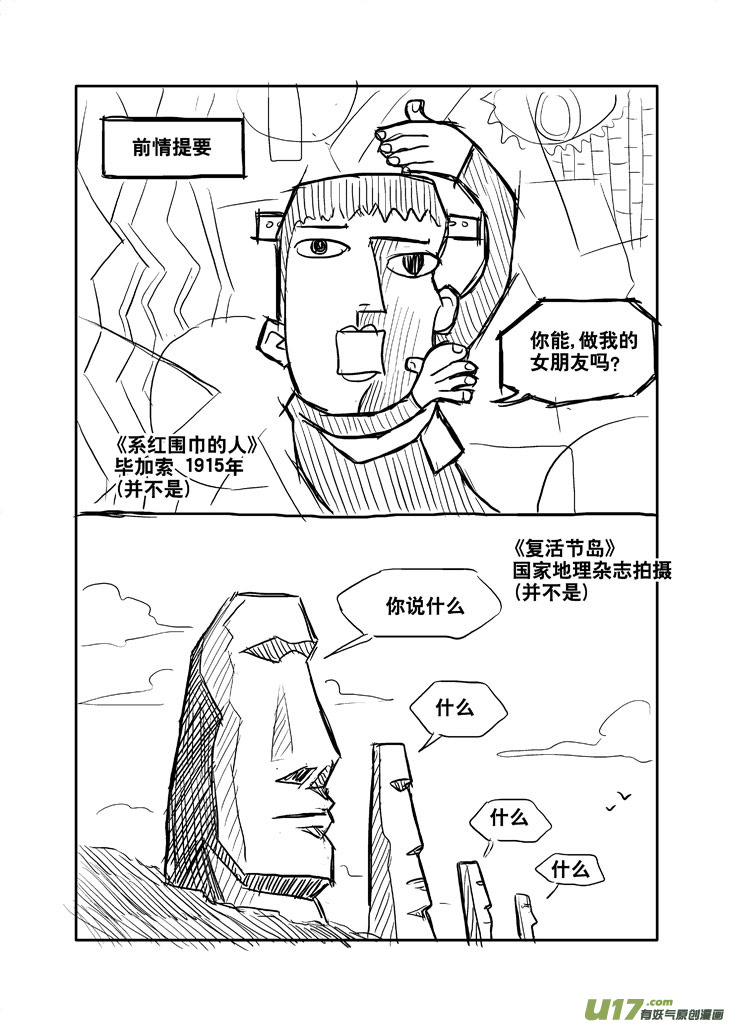 前情提要
你能,做我的
女朋友吗?
《系红围巾的人》
毕加索 1915年
(并不是)
《复活节岛》
国家地理杂志拍摄
(并不是)
你说什么
什么
什么
什么
U17.com
有妖气原创漫画